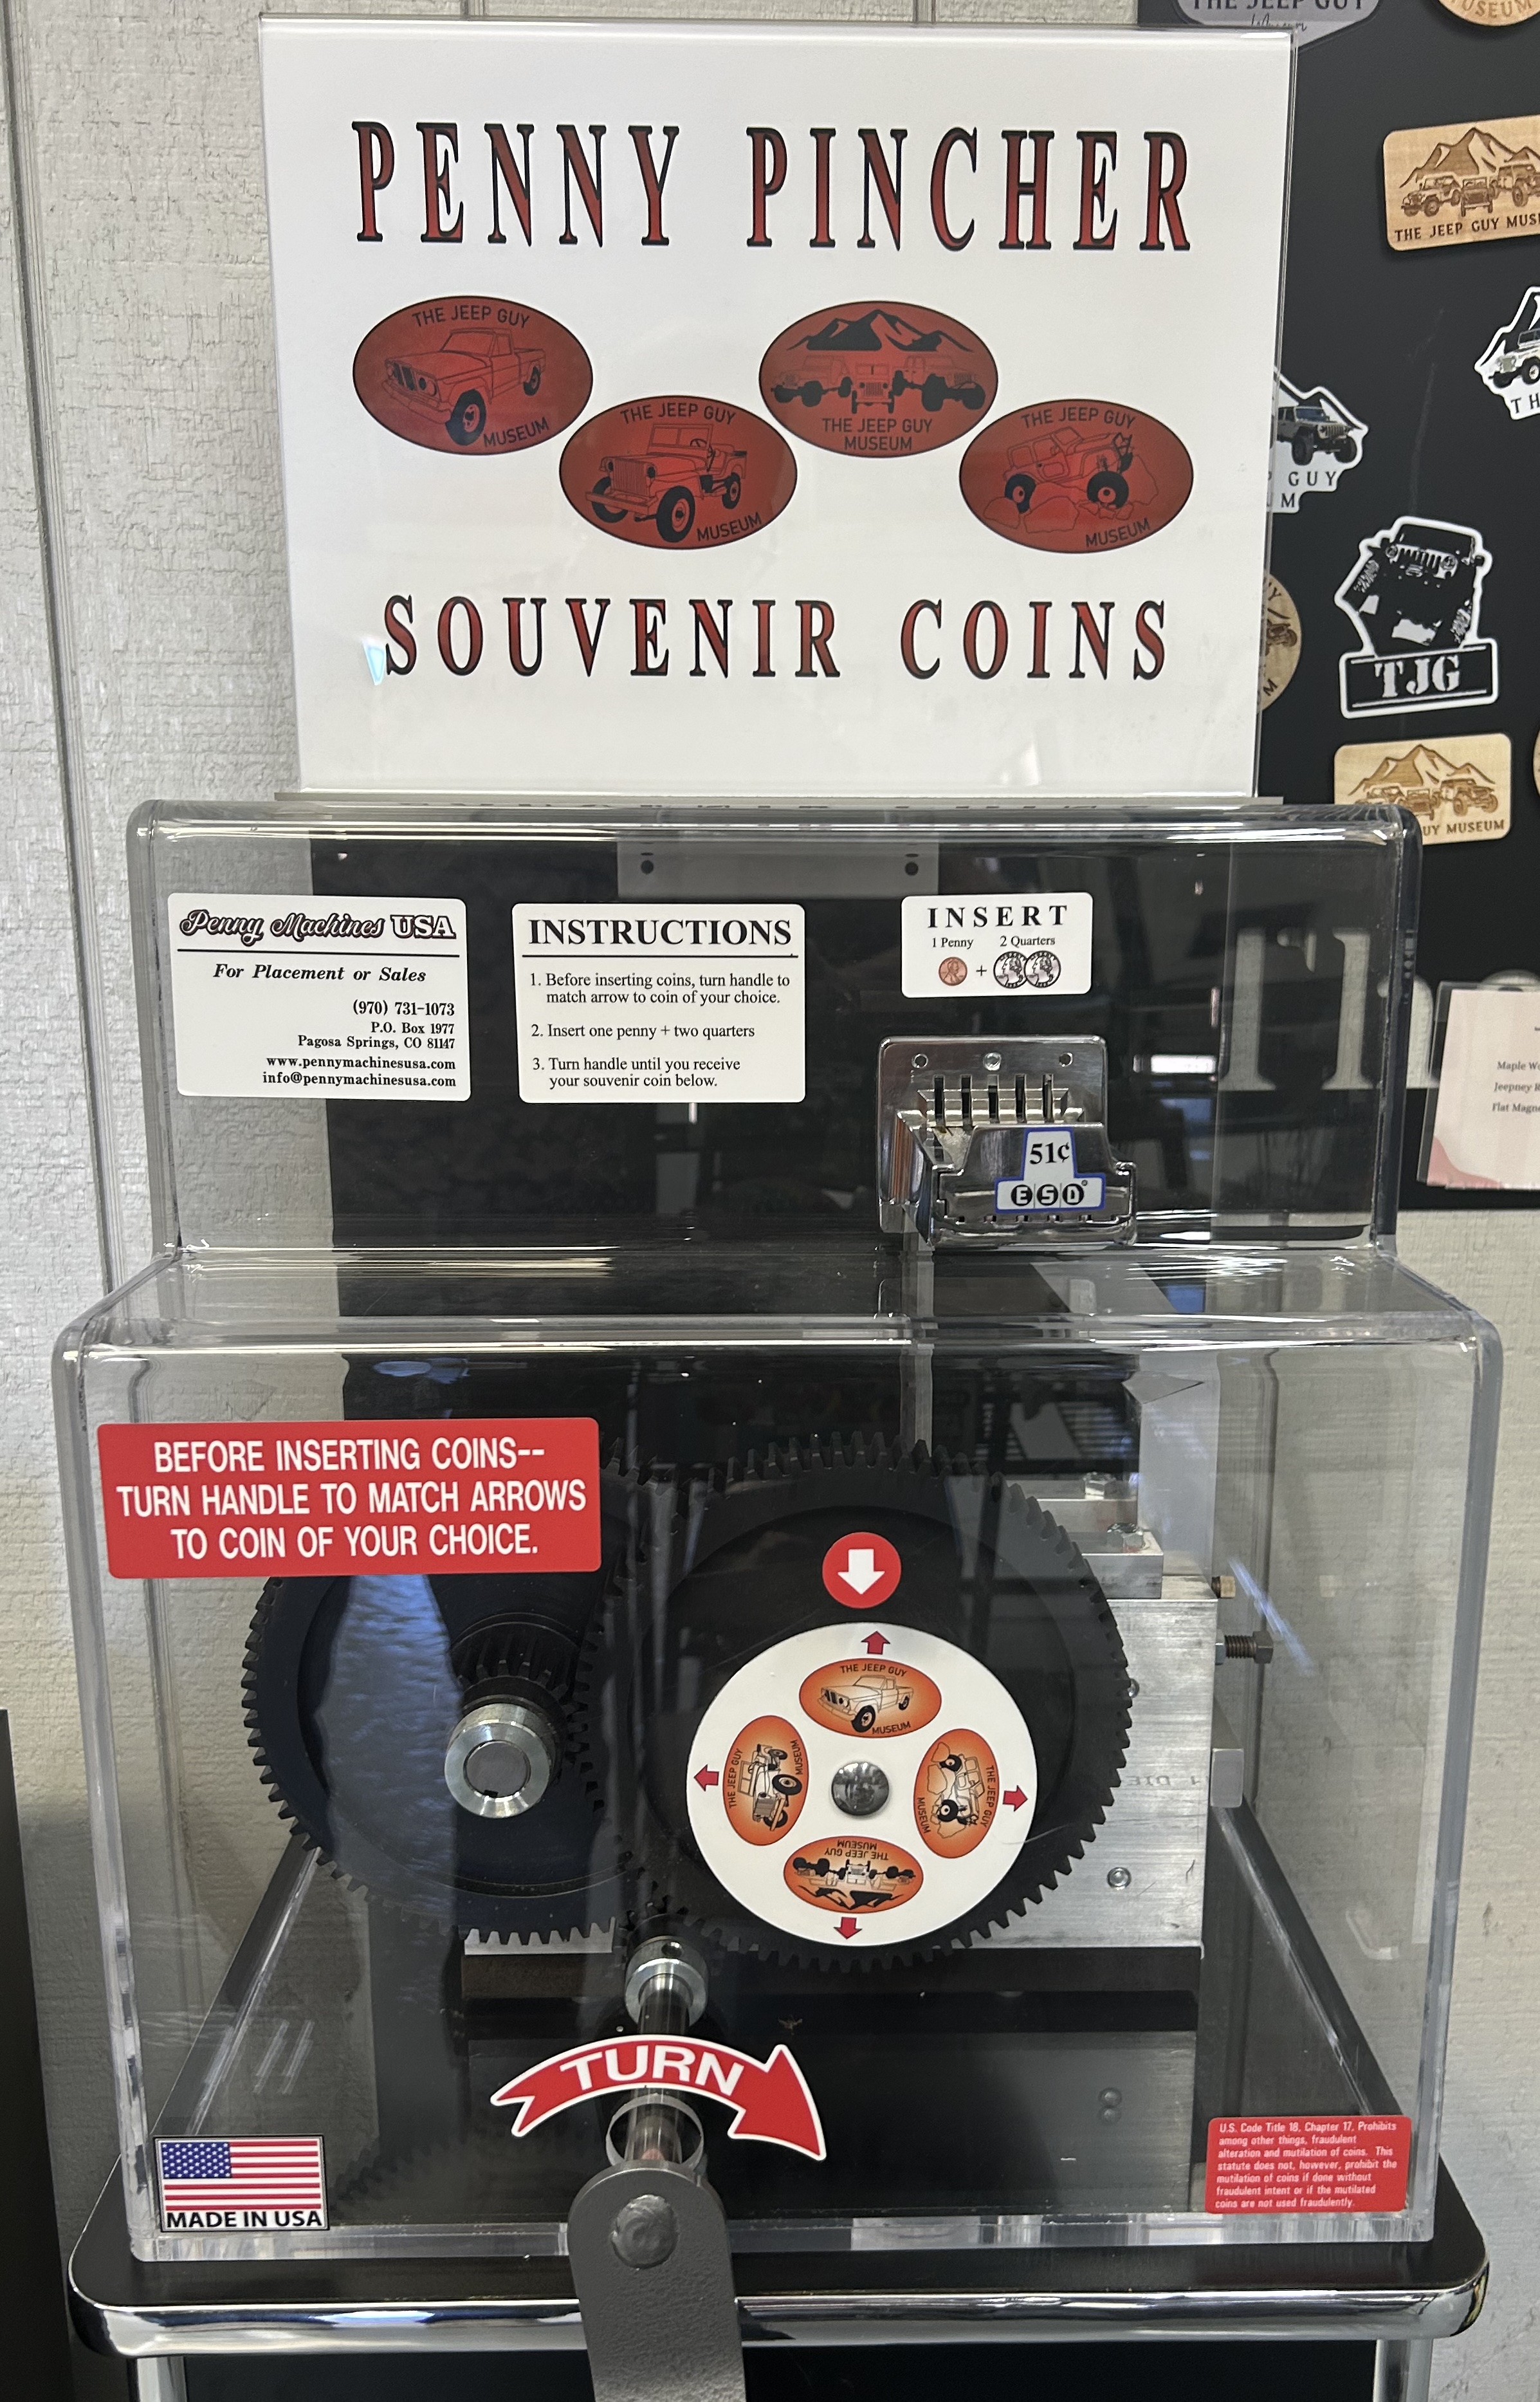 THE JEEP GUY
PENNY PINCHER
THE JEEP GUY
MUSEUM
THE JEEP GUY
MUSEUM
THE JEEP GUY
MUSEUM
THE JEEP GUY
MUSEUM
SOUVENIR COINS
THE JEEP GUY
GUY
TJG
GUY MUSEUM
Penny Machines USA
For Placement or Sales
(970) 731-1073
P.O. Box 1977
Pagosa Springs, CO 81147
www.pennymachinesusa.com
info@pennymachinesusa.com
INSTRUCTIONS
1. Before inserting coins, turn handle to
match arrow to coin of your choice.
2. Insert one penny + two quarters
3. Turn handle until you receive
your souvenir coin below.
INSERT
1 Penny 2 Quarters
+
51¢
ESD
Maple
Flat
BEFORE INSERTING COINS--
TURN HANDLE TO MATCH ARROWS
TO COIN OF YOUR CHOICE.
THE JEEP GUY
MUSEUM
THE JEEP GUY
MUSEUM
THE JEEP GUY
MUSEUM
THE JEEP GUY
MUSEUM
DIE
TURN
MADE IN USA
U.S. Code Title 18, Chapter 17, Prohibits
among other things, fraudulent
alteration and mutilation of coins. This
statute does not, however, prohibit the
mutilation of coins if done without
fraudulent intent or if the mutilated
coins are not used fraudulently.